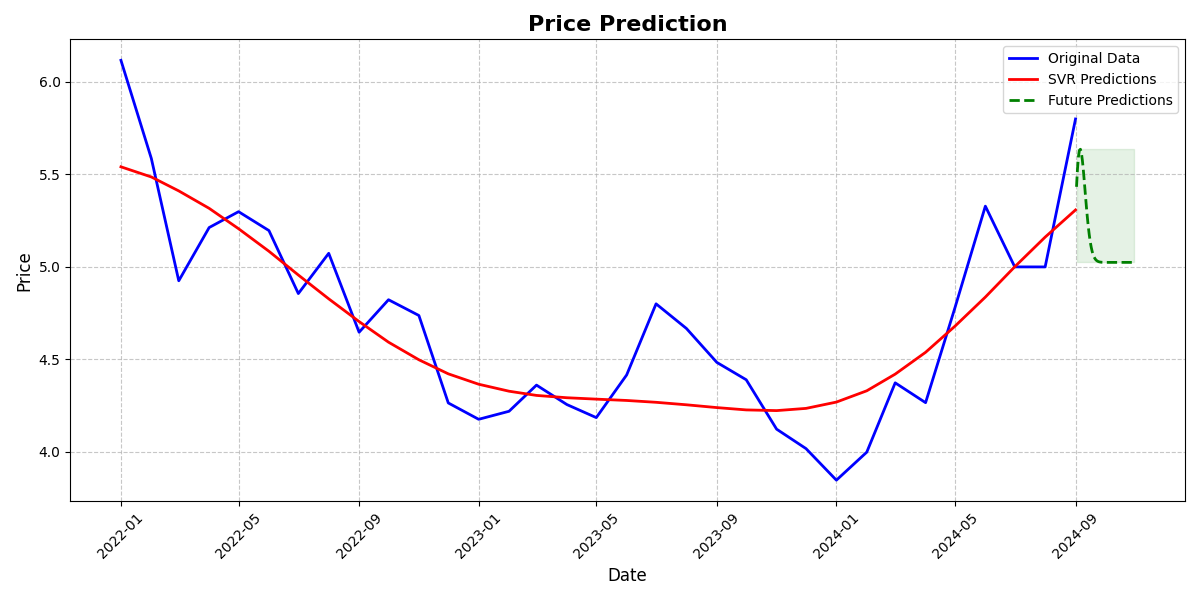 Price Prediction
Original Data
SVR Predictions
Future Predictions
Price
6.0
5.5
5.0
4.5
4.0
2022-01
2022-05
2022-09
2023-01
2023-05
2023-09
2024-01
2024-05
2024-09
Date